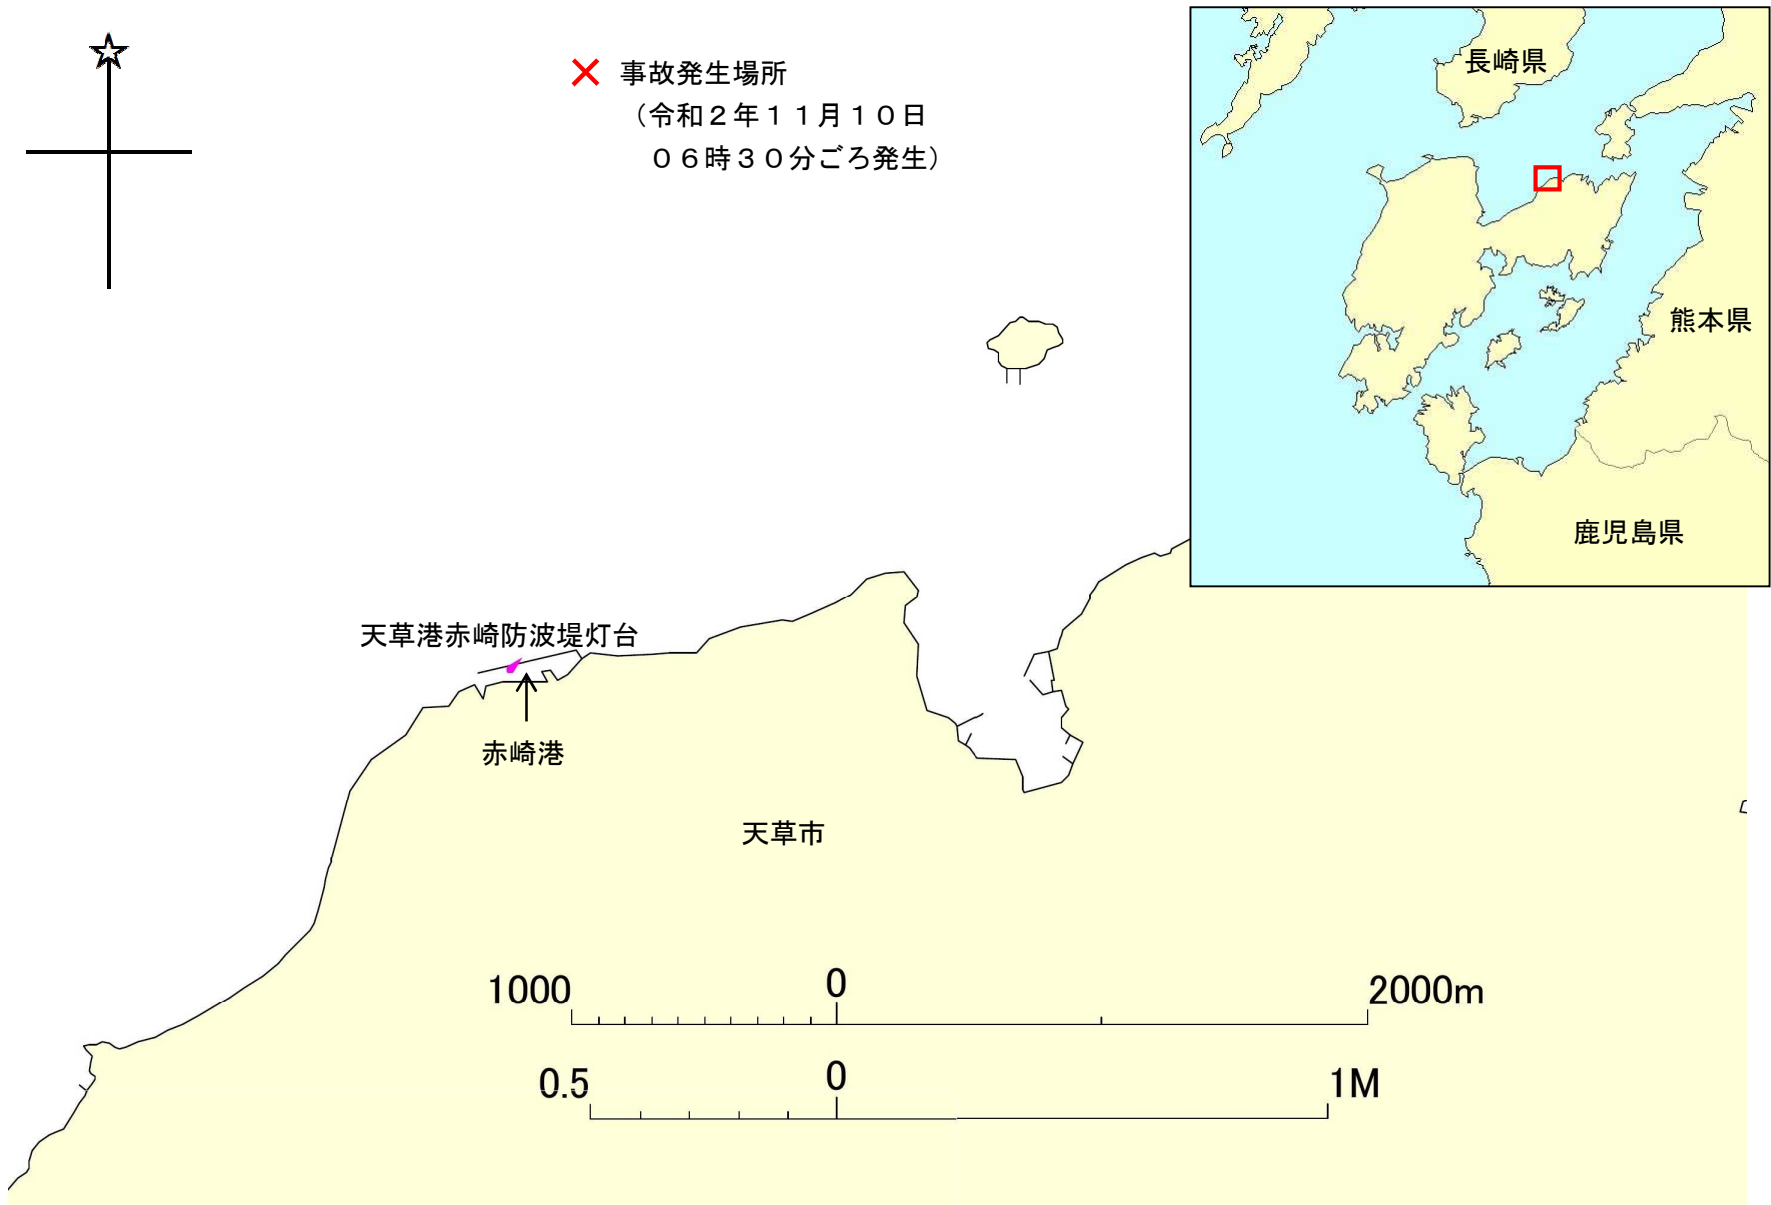 事故発生場所
（令和２年１１月１０日
０６時３０分ごろ発生）
長崎県
熊本県
鹿児島県
天草港赤崎防波堤灯台
赤崎港
天草市
1000 0 2000m
0.5 0 1M